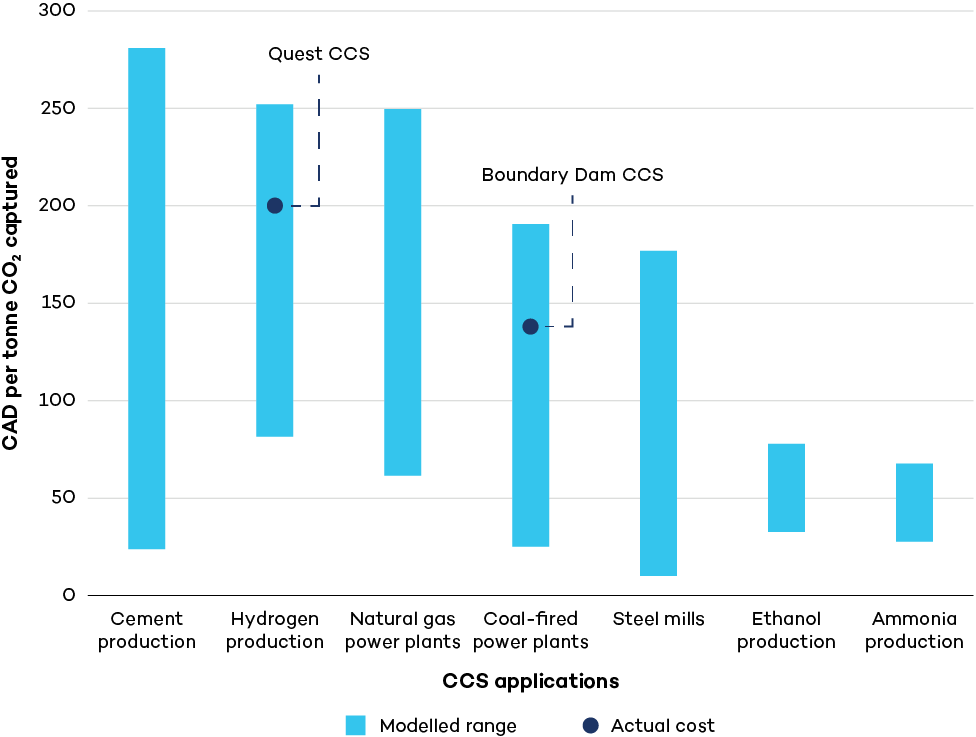 CAD per tonne CO₂ captured
300
250
200
150
100
50
0
Quest CCS
Boundary Dam CCS
Cement production
Hydrogen production
Natural gas power plants
Coal-fired power plants
Steel mills
Ethanol production
Ammonia production
CCS applications
Modelled range
Actual cost